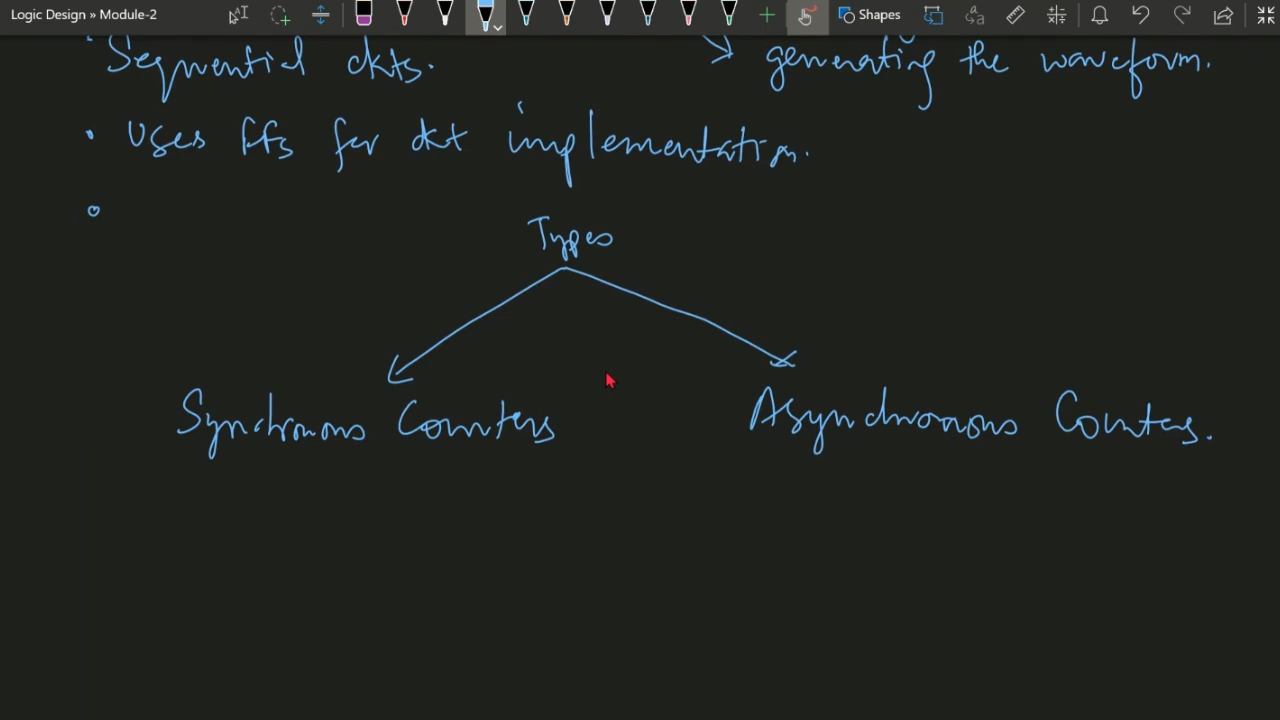 Logic Design » Module-2
Shapes
Sequential ckts.
generating the waveform.
Uses FFs for ckt implementation.
Types
Synchronous Counters
Asynchronous Counters.